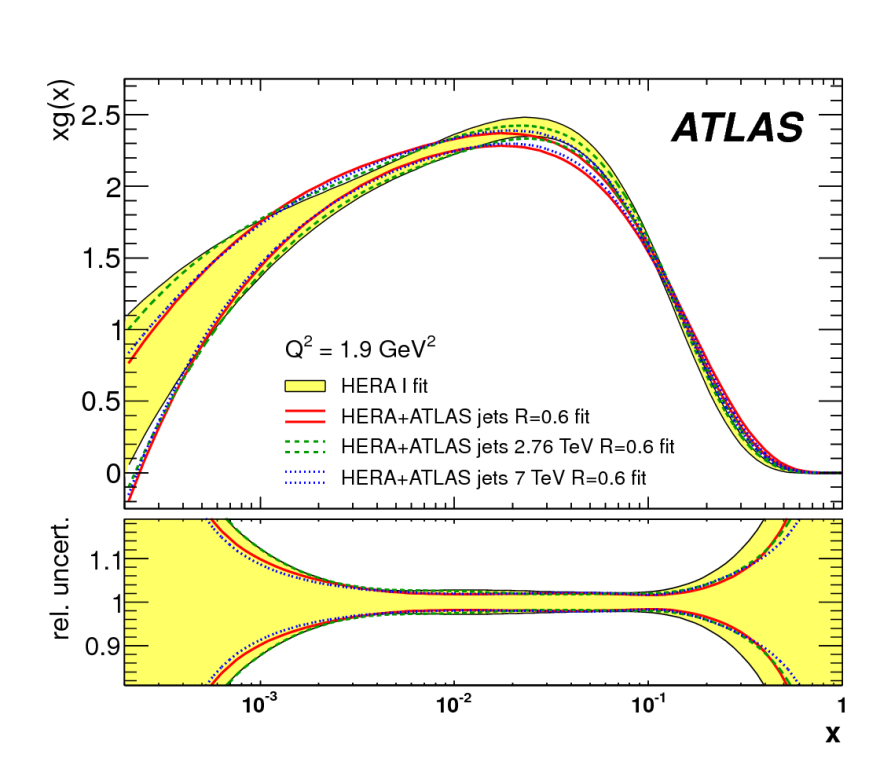 ATLAS
xg(x)
2.5
2
1.5
1
0.5
0
Q² = 1.9 GeV²
HERA I fit
HERA+ATLAS jets R=0.6 fit
HERA+ATLAS jets 2.76 TeV R=0.6 fit
HERA+ATLAS jets 7 TeV R=0.6 fit
rel. uncert.
1.1
1
0.9
10⁻³ 10⁻² 10⁻¹ 1
x